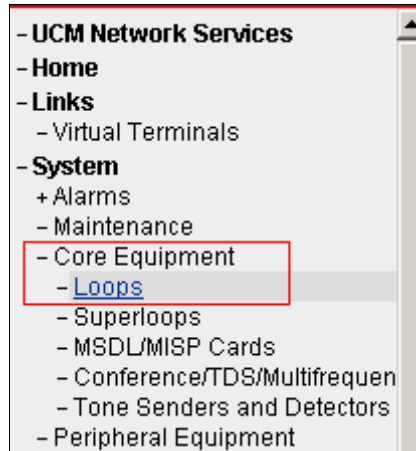 - UCM Network Services
- Home
- Links
- Virtual Terminals
- System
+ Alarms
- Maintenance
- Core Equipment
- Loops
- Superloops
- MSDL/MISP Cards
- Conference/TDS/Multifrequen
- Tone Senders and Detectors
- Peripheral Equipment